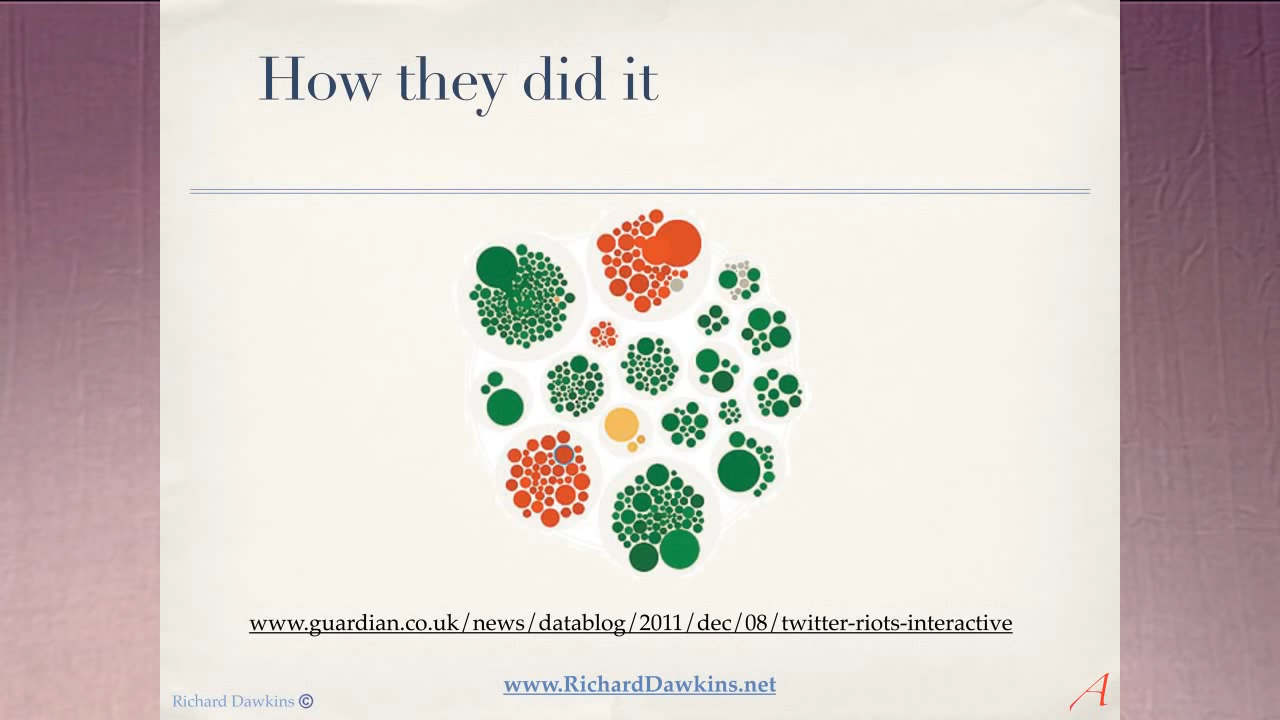 How they did it
www.guardian.co.uk/news/datablog/2011/dec/08/twitter-riots-interactive
www.RichardDawkins.net
Richard Dawkins ©
A